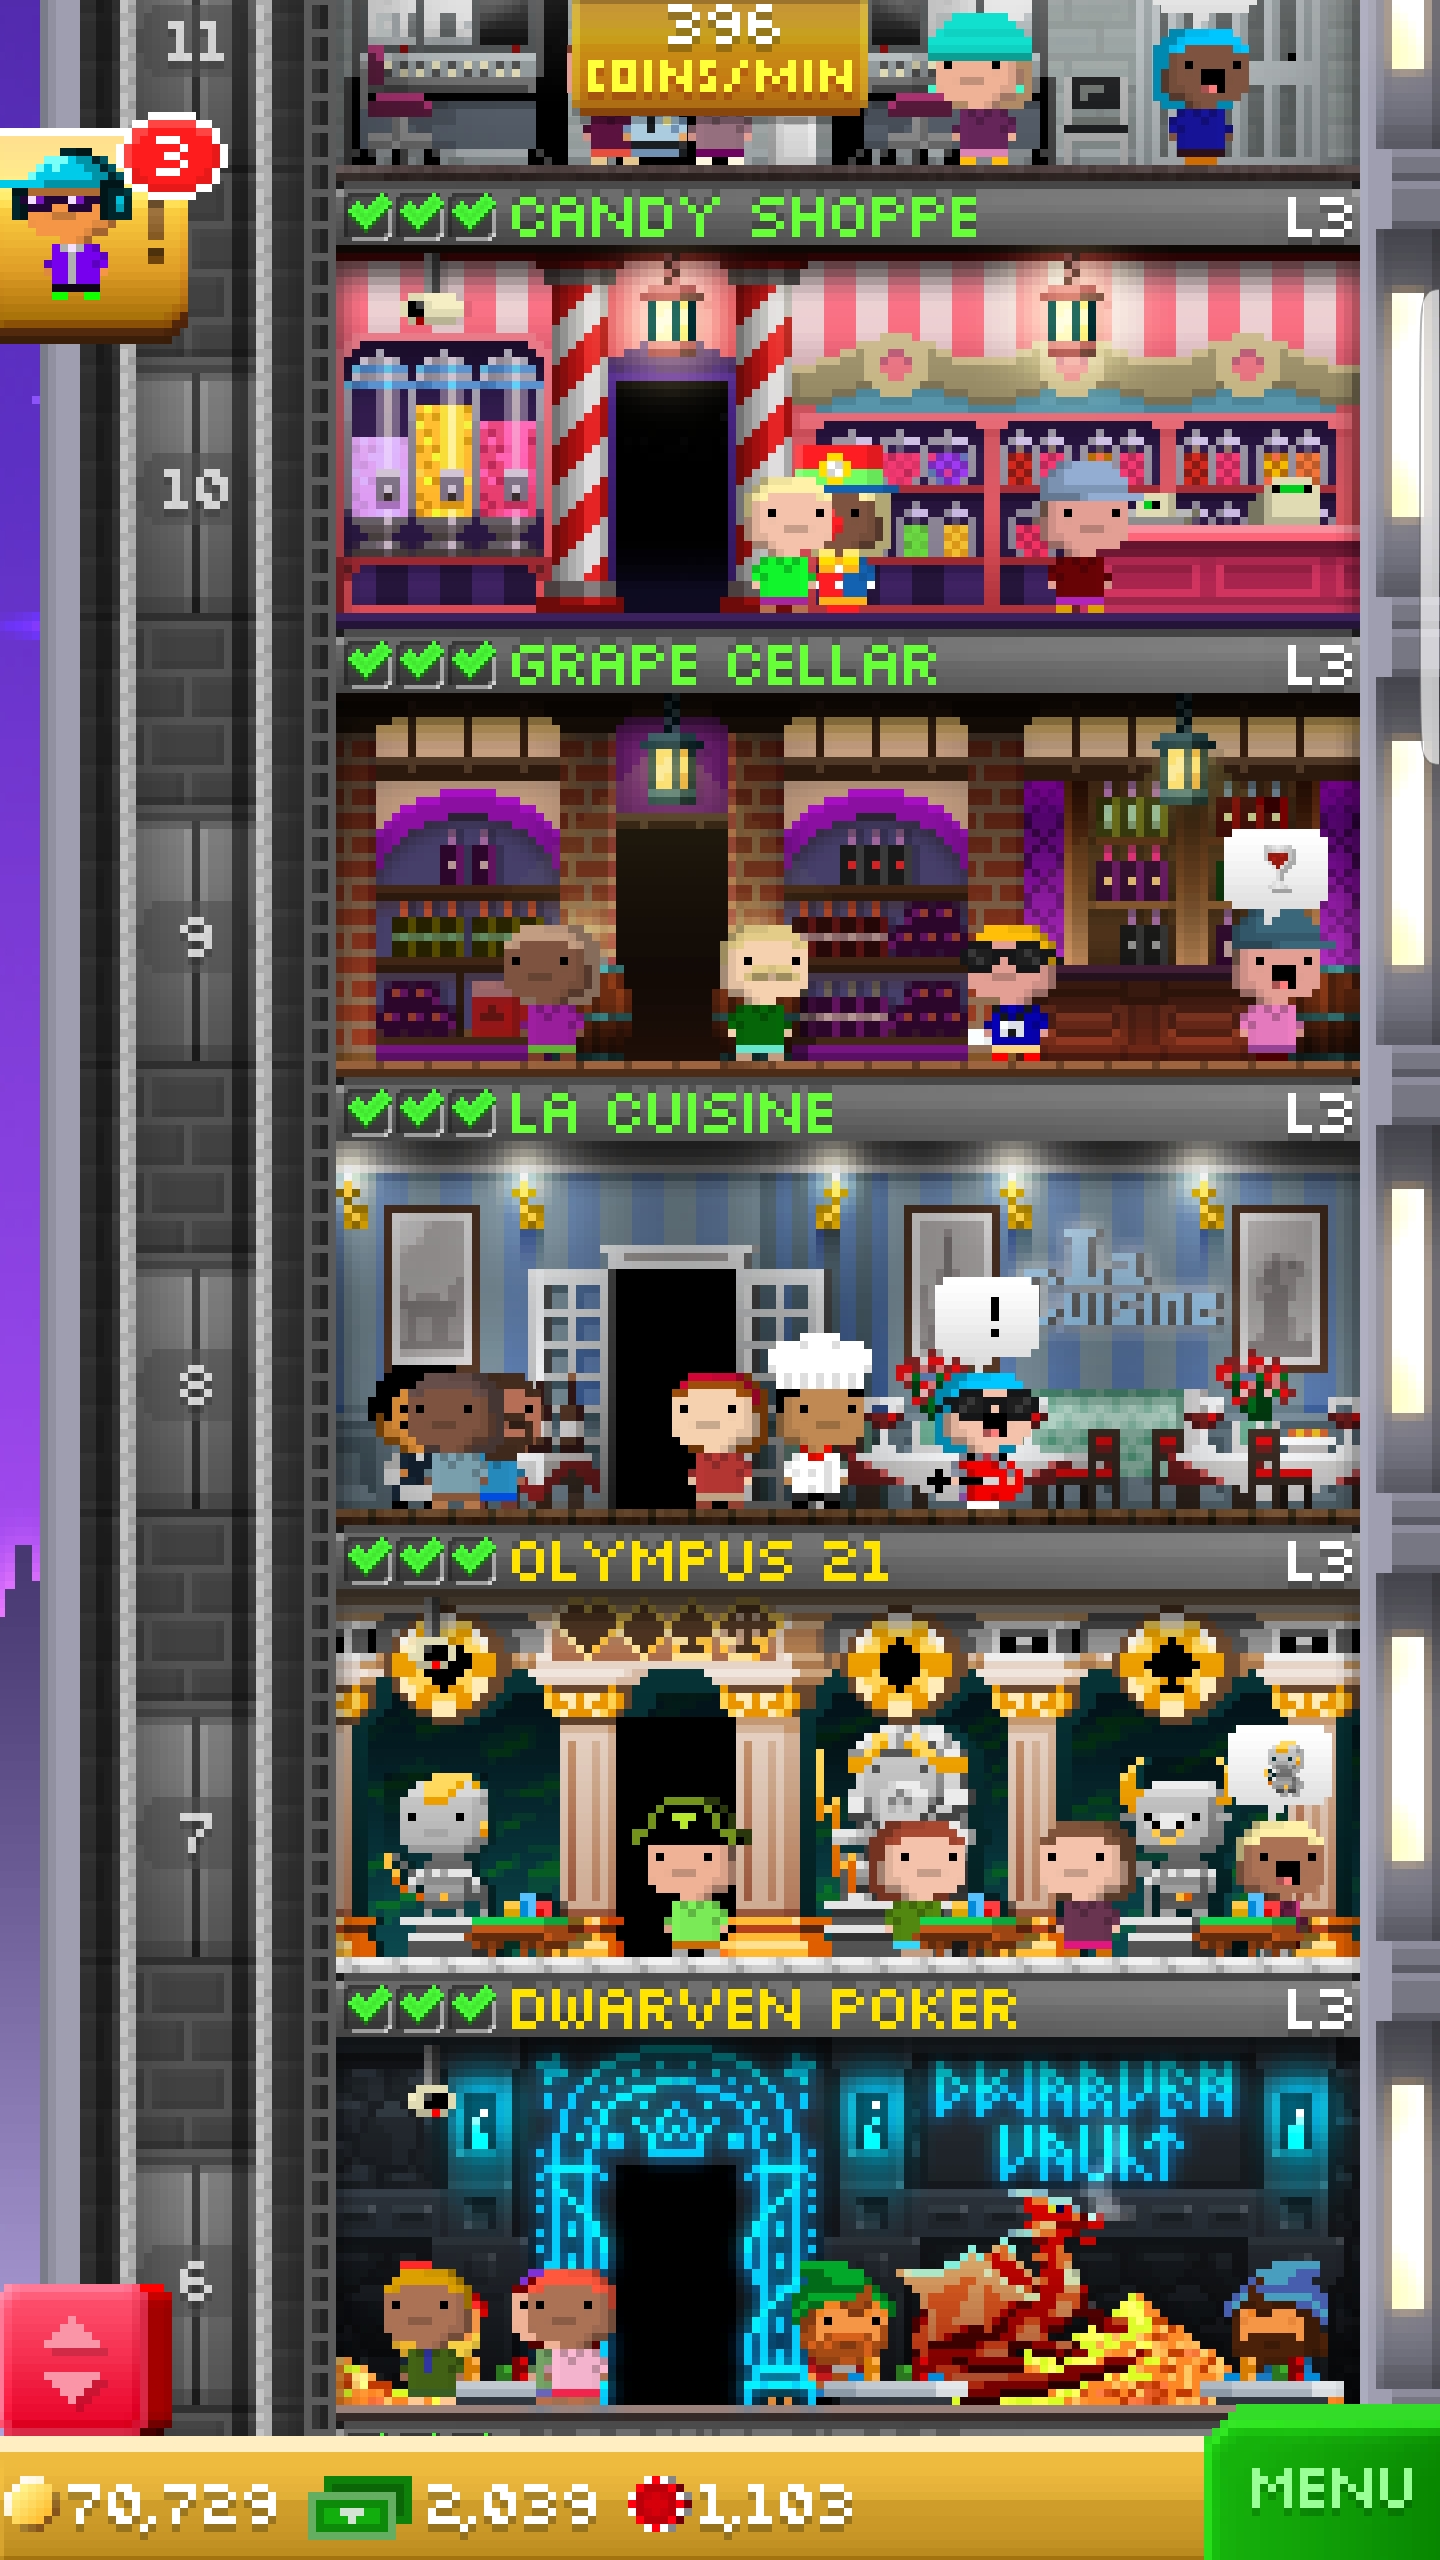 11
396
COINS/MIN
3
!
CANDY SHOPPE L3
10
GRAPE CELLAR L3
9
LA CUISINE L3
La
Cuisine
!
8
OLYMPUS 21 L3
7
DWARVEN POKER L3
DWARVEN
VAULT
6
70,729 2,039 1,103
MENU